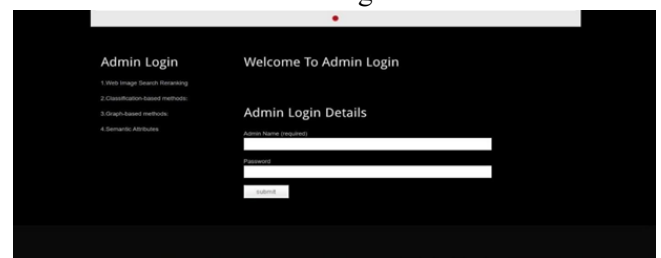 Admin Login
1.Web Image Search Reranking
2.Classification-based methods:
3.Graph-based methods:
4.Semantic Attributes
Welcome To Admin Login
Admin Login Details
Admin Name (required)
Password
submit